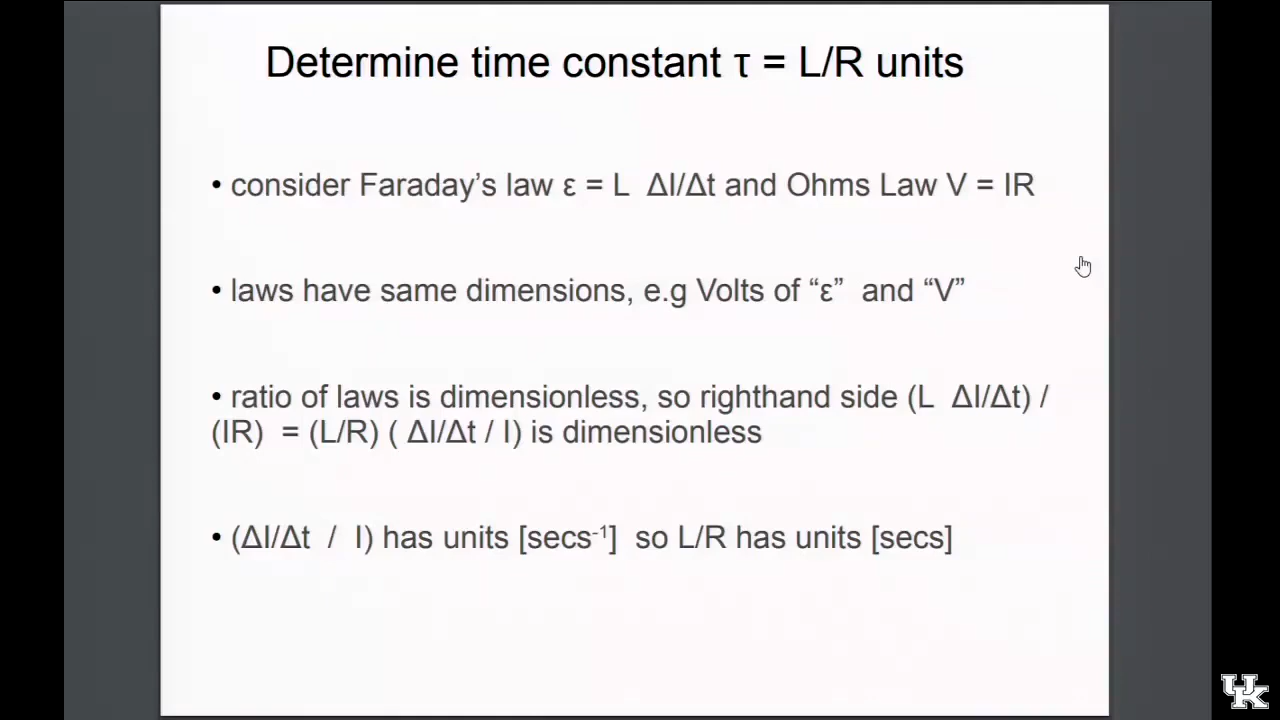 Determine time constant τ = L/R units
• consider Faraday's law ε = L  ΔI/Δt and Ohms Law V = IR
• laws have same dimensions, e.g Volts of “ε”  and “V”
• ratio of laws is dimensionless, so righthand side (L  ΔI/Δt) /
(IR)  = (L/R) ( ΔI/Δt / I) is dimensionless
• (ΔI/Δt  /  I) has units [secs⁻¹]  so L/R has units [secs]
UK